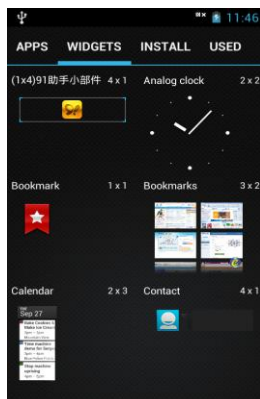 11:46
APPS WIDGETS INSTALL USED
(1x4)91助手小部件 4 x 1 Analog clock 2 x 2
Bookmark 1 x 1 Bookmarks 3 x 2
Calendar 2 x 3 Contact 4 x 1
Sep 27